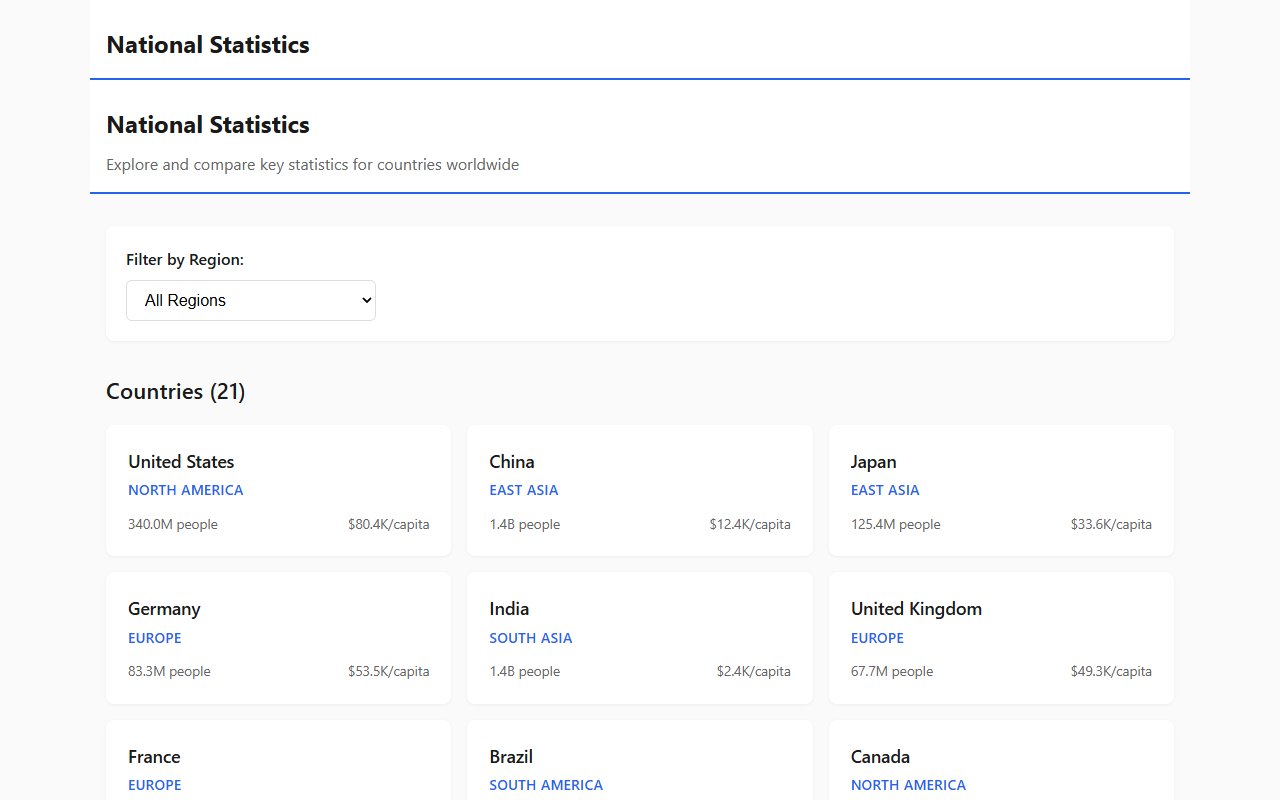 National Statistics
National Statistics
Explore and compare key statistics for countries worldwide
Filter by Region:
All Regions
Countries (21)
United States
NORTH AMERICA
340.0M people $80.4K/capita
China
EAST ASIA
1.4B people $12.4K/capita
Japan
EAST ASIA
125.4M people $33.6K/capita
Germany
EUROPE
83.3M people $53.5K/capita
India
SOUTH ASIA
1.4B people $2.4K/capita
United Kingdom
EUROPE
67.7M people $49.3K/capita
France
EUROPE
Brazil
SOUTH AMERICA
Canada
NORTH AMERICA